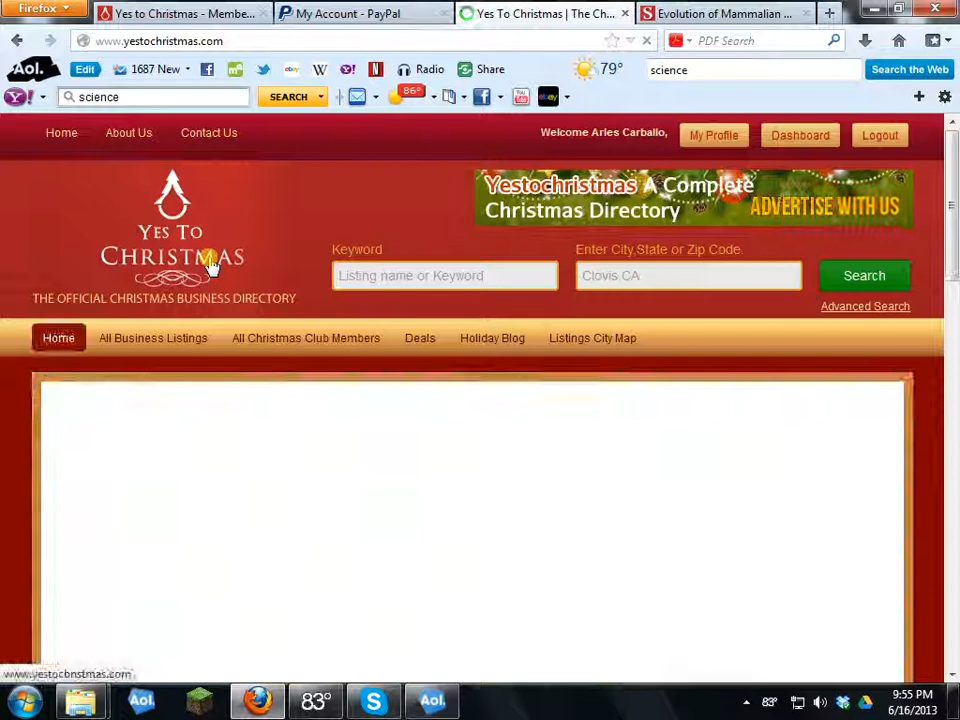 Firefox
Yes to Christmas - Membe...
My Account - PayPal
Yes To Christmas | The Ch...
Evolution of Mammalian ...
www.yestochristmas.com
PDF Search
Aol.
Edit
1687 New
Radio
Share
79°
science
Search the Web
science
SEARCH
86°
Home
About Us
Contact Us
Welcome Arles Carballo,
My Profile
Dashboard
Logout
YES TO
CHRISTMAS
THE OFFICIAL CHRISTMAS BUSINESS DIRECTORY
Yestochristmas A Complete
Christmas Directory
ADVERTISE WITH US
Keyword
Enter City,State or Zip Code
Listing name or Keyword
Clovis CA
Search
Advanced Search
Home
All Business Listings
All Christmas Club Members
Deals
Holiday Blog
Listings City Map
Aol.
83°
Aol.
83°
9:55 PM
6/16/2013